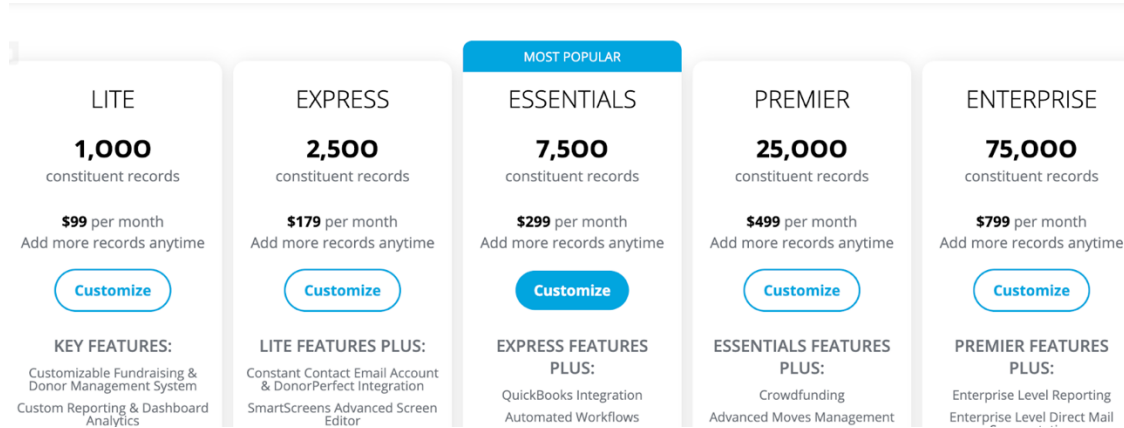 MOST POPULAR
LITE
1,000
constituent records
$99 per month
Add more records anytime
Customize
KEY FEATURES:
Customizable Fundraising &
Donor Management System
Custom Reporting & Dashboard
Analytics
EXPRESS
2,500
constituent records
$179 per month
Add more records anytime
Customize
LITE FEATURES PLUS:
Constant Contact Email Account
& DonorPerfect Integration
SmartScreens Advanced Screen
Editor
ESSENTIALS
7,500
constituent records
$299 per month
Add more records anytime
Customize
EXPRESS FEATURES
PLUS:
QuickBooks Integration
Automated Workflows
PREMIER
25,000
constituent records
$499 per month
Add more records anytime
Customize
ESSENTIALS FEATURES
PLUS:
Crowdfunding
Advanced Moves Management
ENTERPRISE
75,000
constituent records
$799 per month
Add more records anytime
Customize
PREMIER FEATURES
PLUS:
Enterprise Level Reporting
Enterprise Level Direct Mail